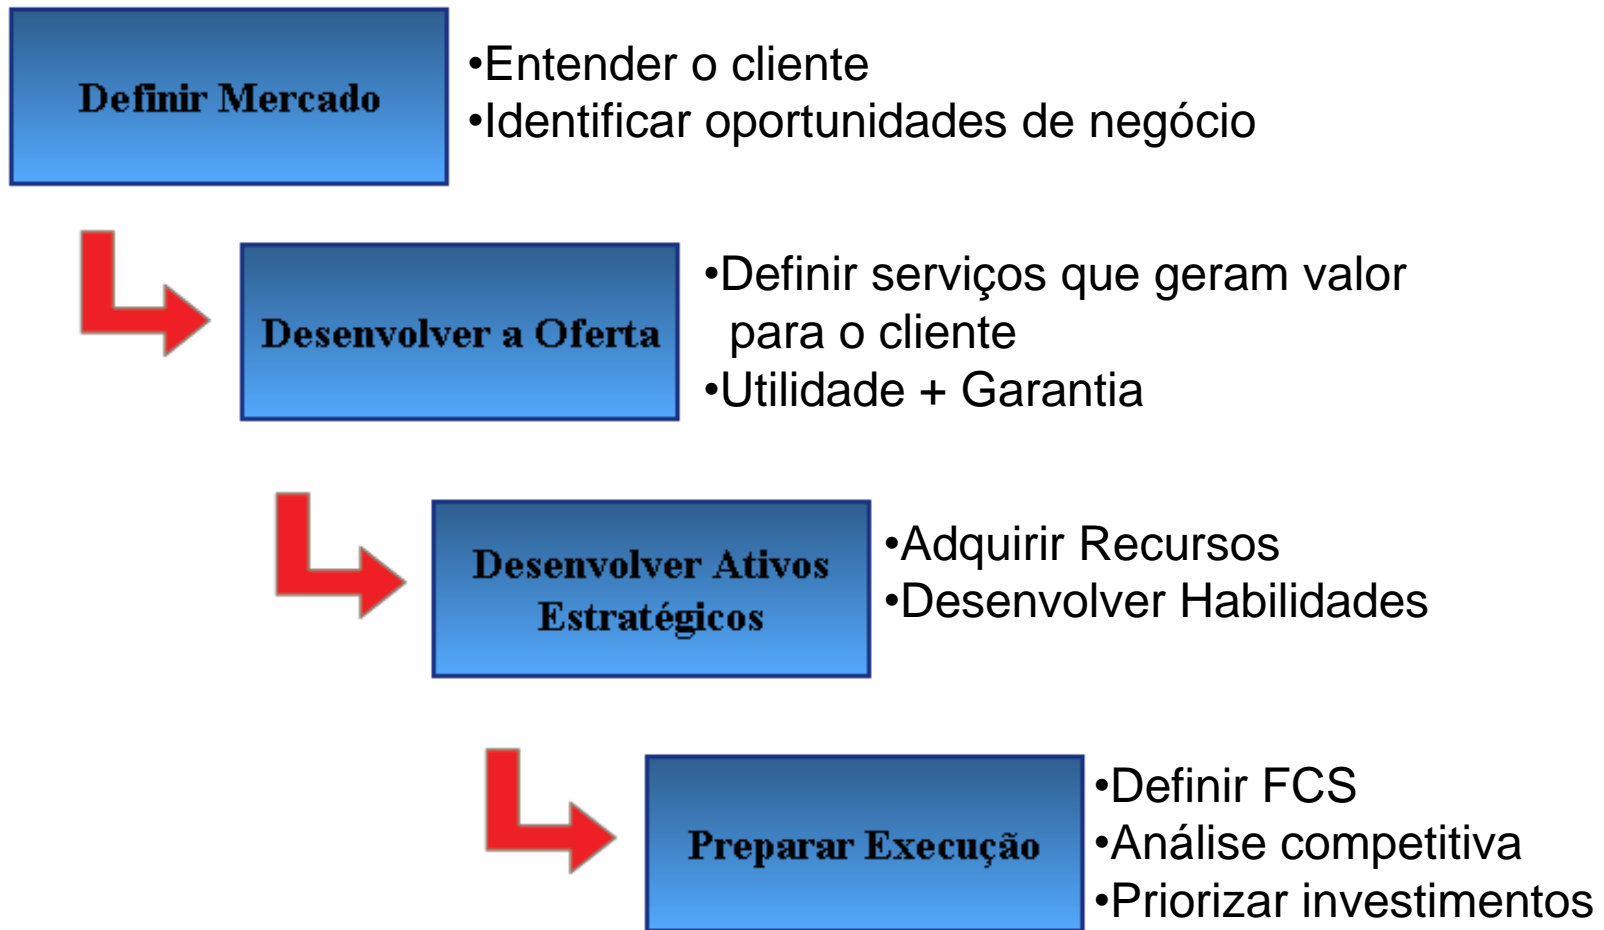 Definir Mercado
•Entender o cliente
•Identificar oportunidades de negócio
Desenvolver a Oferta
•Definir serviços que geram valor
para o cliente
•Utilidade + Garantia
Desenvolver Ativos
Estratégicos
•Adquirir Recursos
•Desenvolver Habilidades
Preparar Execução
•Definir FCS
•Análise competitiva
•Priorizar investimentos